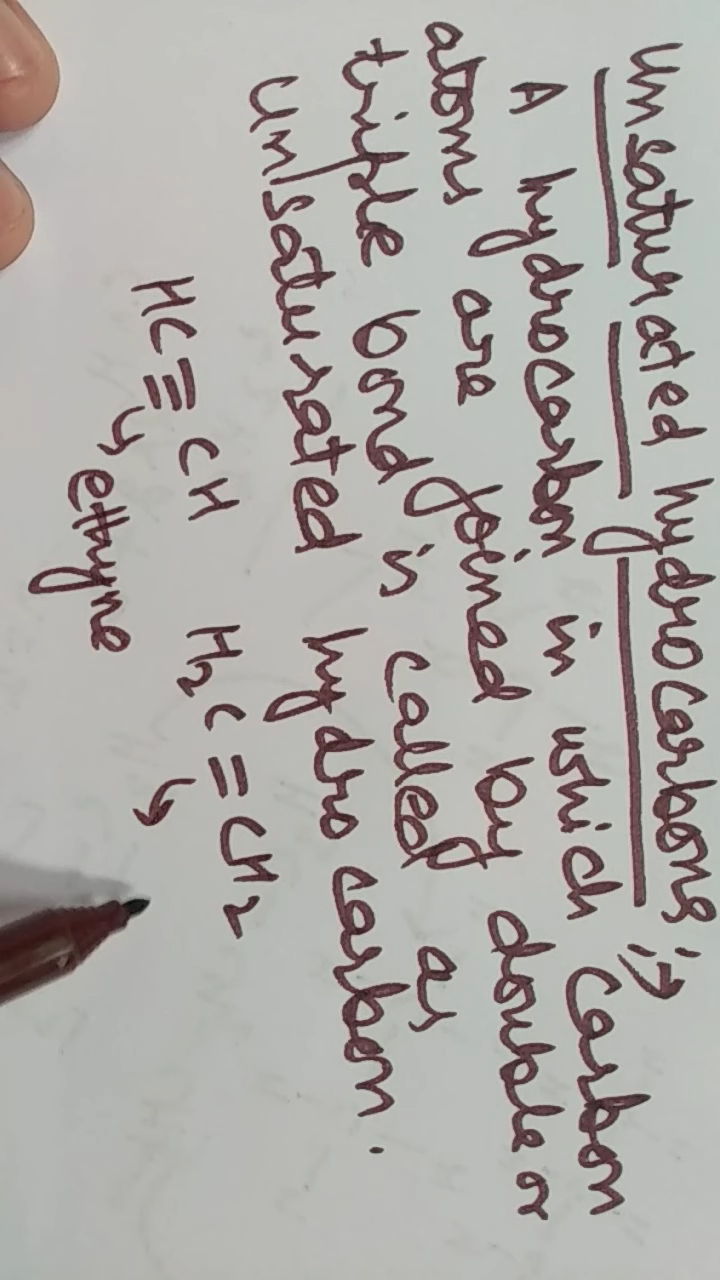 Unsaturated hydrocarbons :→
A hydrocarbon in which carbon
atoms are joined by double or
triple bond is called as
Unsaturated hydrocarbon.
HC≡CH H₂C=CH₂
↳ ethyne ↳